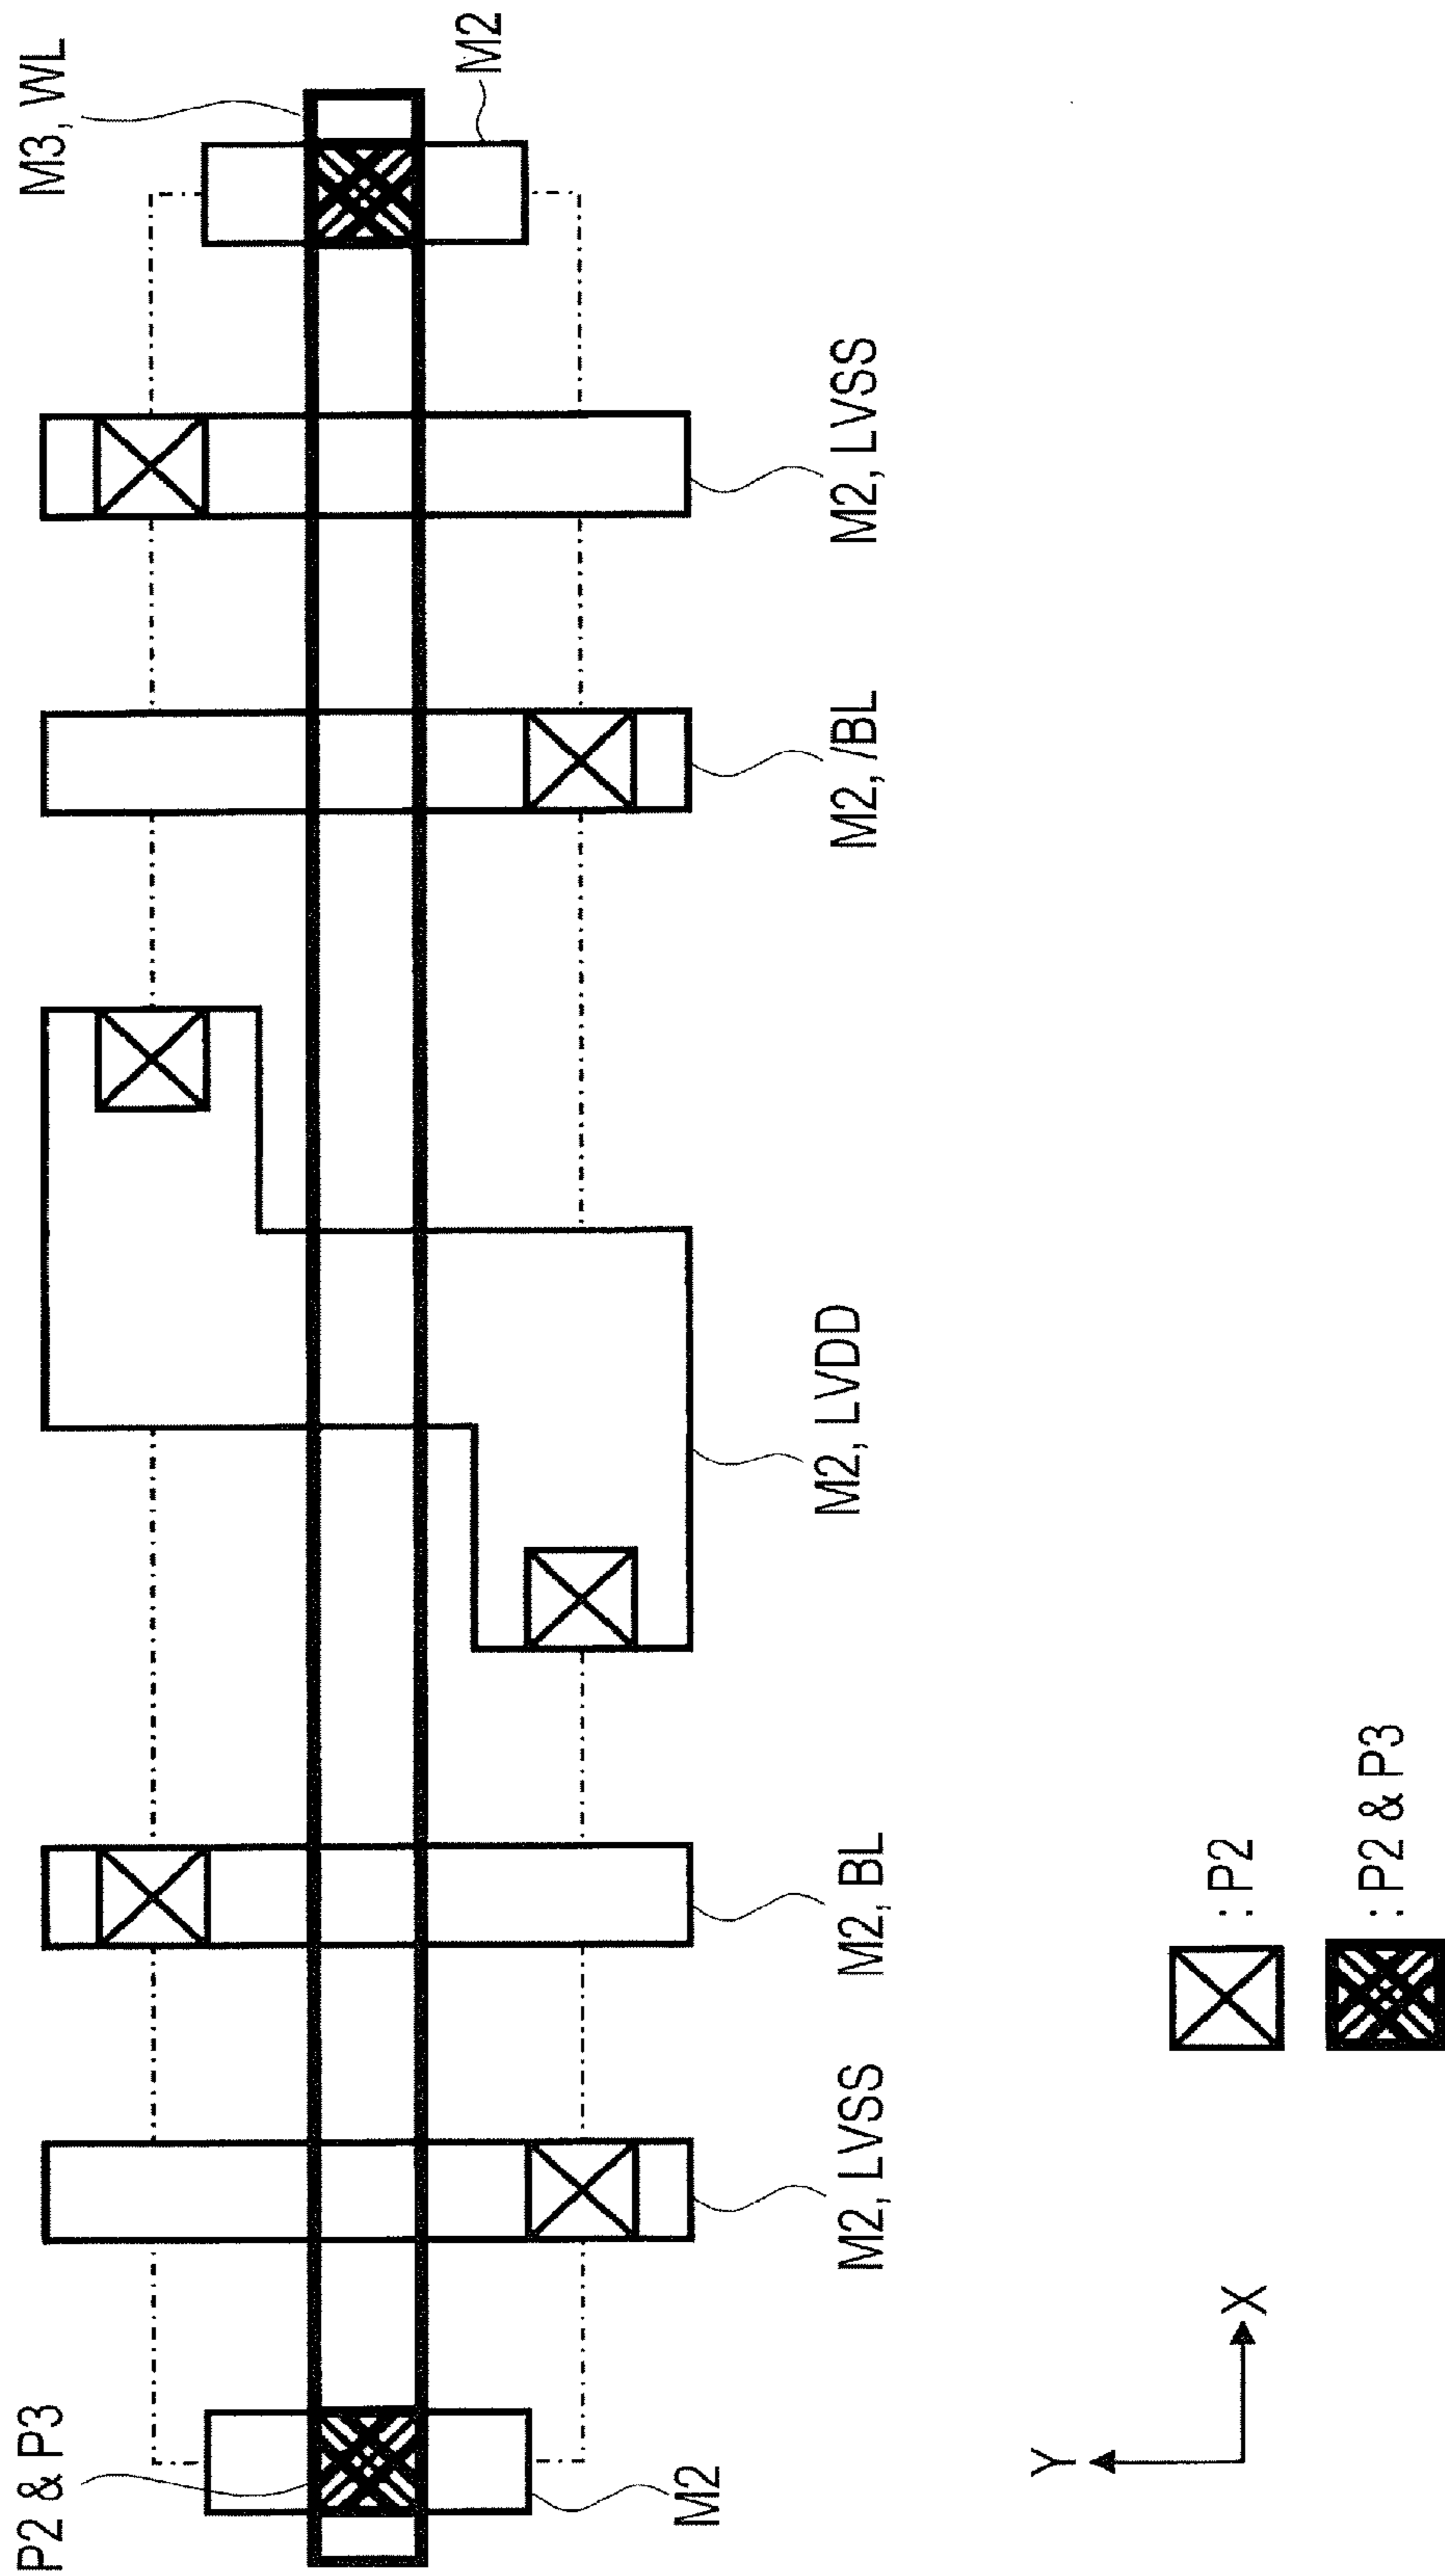 P2 & P3
M3, WL
M2
M2
M2, LVSS
M2, BL
M2, LVDD
M2, /BL
M2, LVSS
Y
X
: P2
: P2 & P3